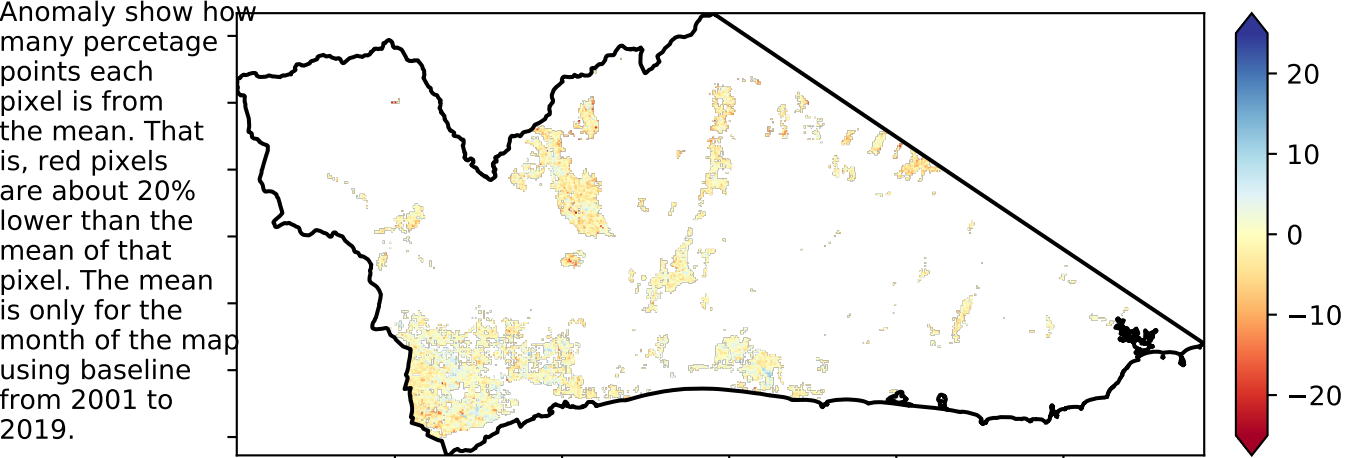 Anomaly show how
many percetage
points each
pixel is from
the mean. That
is, red pixels
are about 20%
lower than the
mean of that
pixel. The mean
is only for the
month of the map
using baseline
from 2001 to
2019.
20
10
0
−10
−20